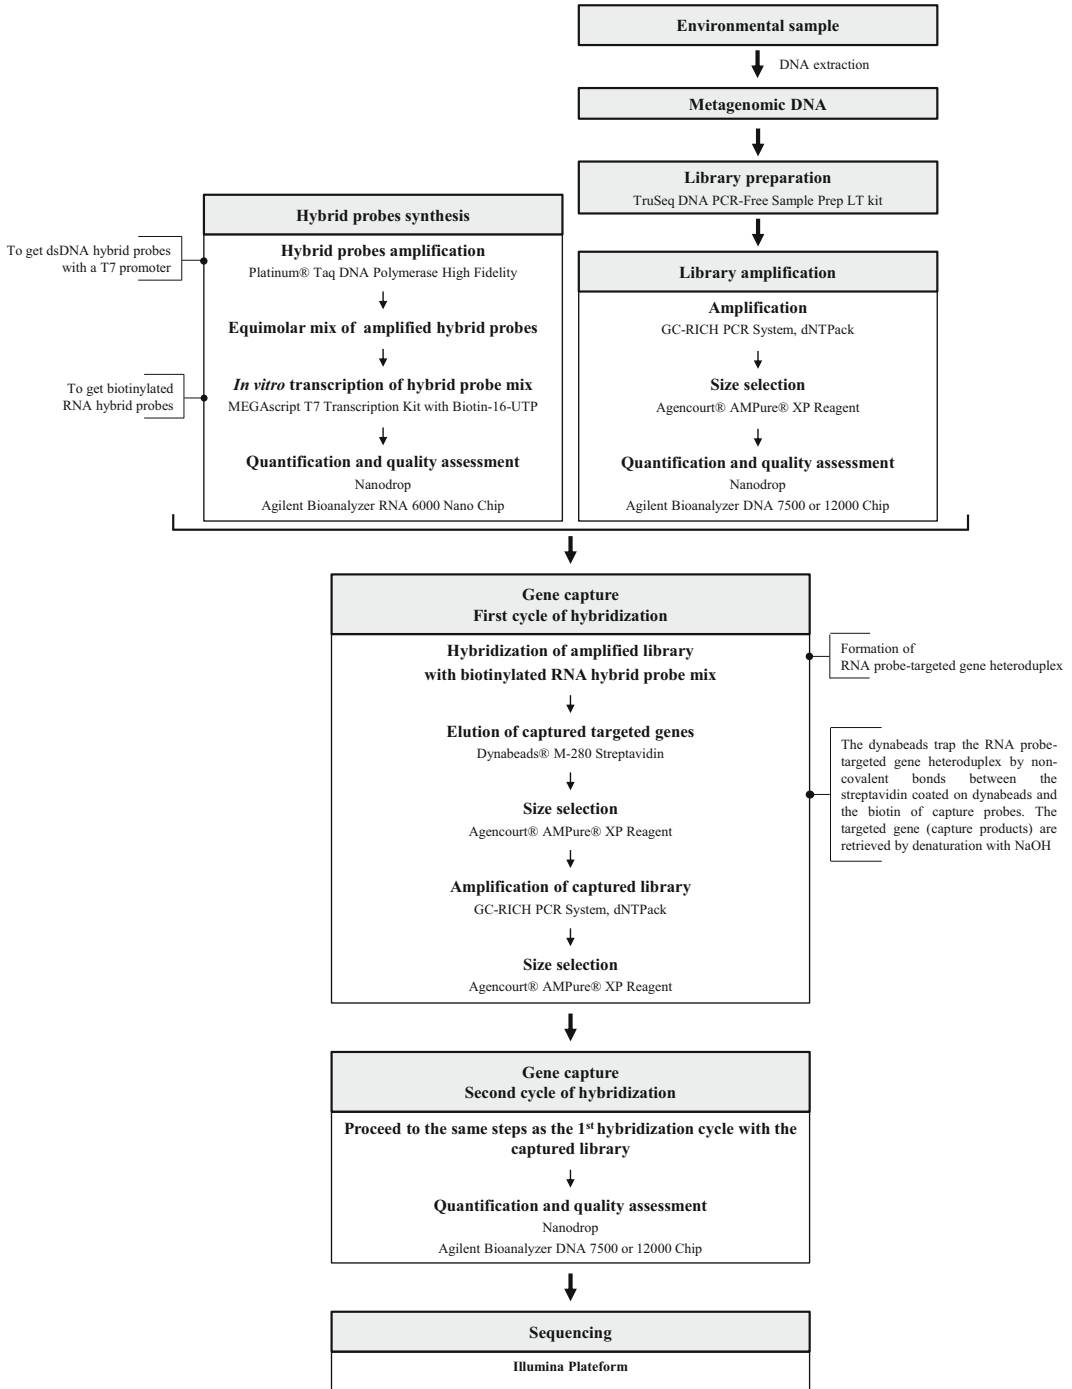 Environmental sample
DNA extraction
Metagenomic DNA
Library preparation
TruSeq DNA PCR-Free Sample Prep LT kit
Hybrid probes synthesis
To get dsDNA hybrid probes
with a T7 promoter
Hybrid probes amplification
Platinum® Taq DNA Polymerase High Fidelity
Equimolar mix of amplified hybrid probes
To get biotinylated
RNA hybrid probes
In vitro transcription of hybrid probe mix
MEGAscript T7 Transcription Kit with Biotin-16-UTP
Quantification and quality assessment
Nanodrop
Agilent Bioanalyzer RNA 6000 Nano Chip
Library amplification
Amplification
GC-RICH PCR System, dNTPack
Size selection
Agencourt® AMPure® XP Reagent
Quantification and quality assessment
Nanodrop
Agilent Bioanalyzer DNA 7500 or 12000 Chip
Gene capture
First cycle of hybridization
Hybridization of amplified library
with biotinylated RNA hybrid probe mix
Formation of
RNA probe-targeted gene heteroduplex
Elution of captured targeted genes
Dynabeads® M-280 Streptavidin
The dynabeads trap the RNA probe-
targeted gene heteroduplex by non-
covalent bonds between the
streptavidin coated on dynabeads and
the biotin of capture probes. The
targeted gene (capture products) are
retrieved by denaturation with NaOH
Size selection
Agencourt® AMPure® XP Reagent
Amplification of captured library
GC-RICH PCR System, dNTPack
Size selection
Agencourt® AMPure® XP Reagent
Gene capture
Second cycle of hybridization
Proceed to the same steps as the 1st hybridization cycle with the
captured library
Quantification and quality assessment
Nanodrop
Agilent Bioanalyzer DNA 7500 or 12000 Chip
Sequencing
Illumina Plateform